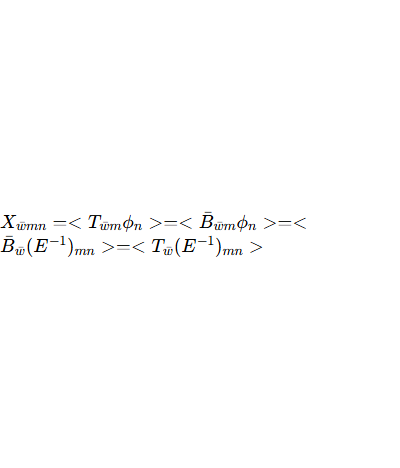 $X_{\bar{w}mn} = < T_{\bar{w}m}\phi_n > = < \bar{B}_{\bar{w}m}\phi_n > = <$
$\bar{B}_{\bar{w}}(E^{-1})_{mn} > = < T_{\bar{w}}(E^{-1})_{mn} >$